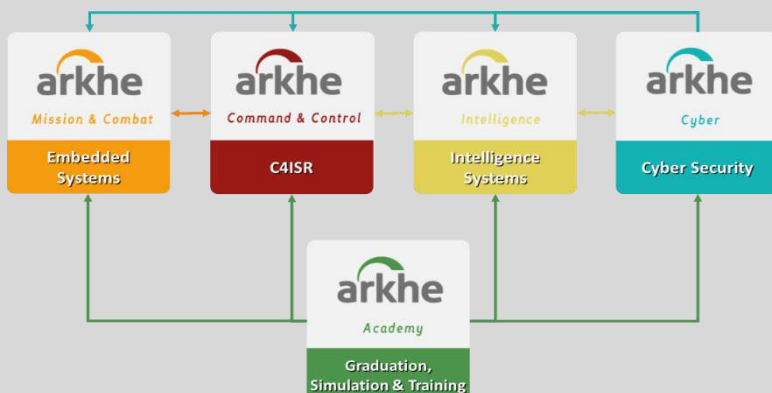 arkhe
Mission & Combat
Embedded
Systems
arkhe
Command & Control
C4ISR
arkhe
Intelligence
Intelligence
Systems
arkhe
Cyber
Cyber Security
arkhe
Academy
Graduation,
Simulation & Training